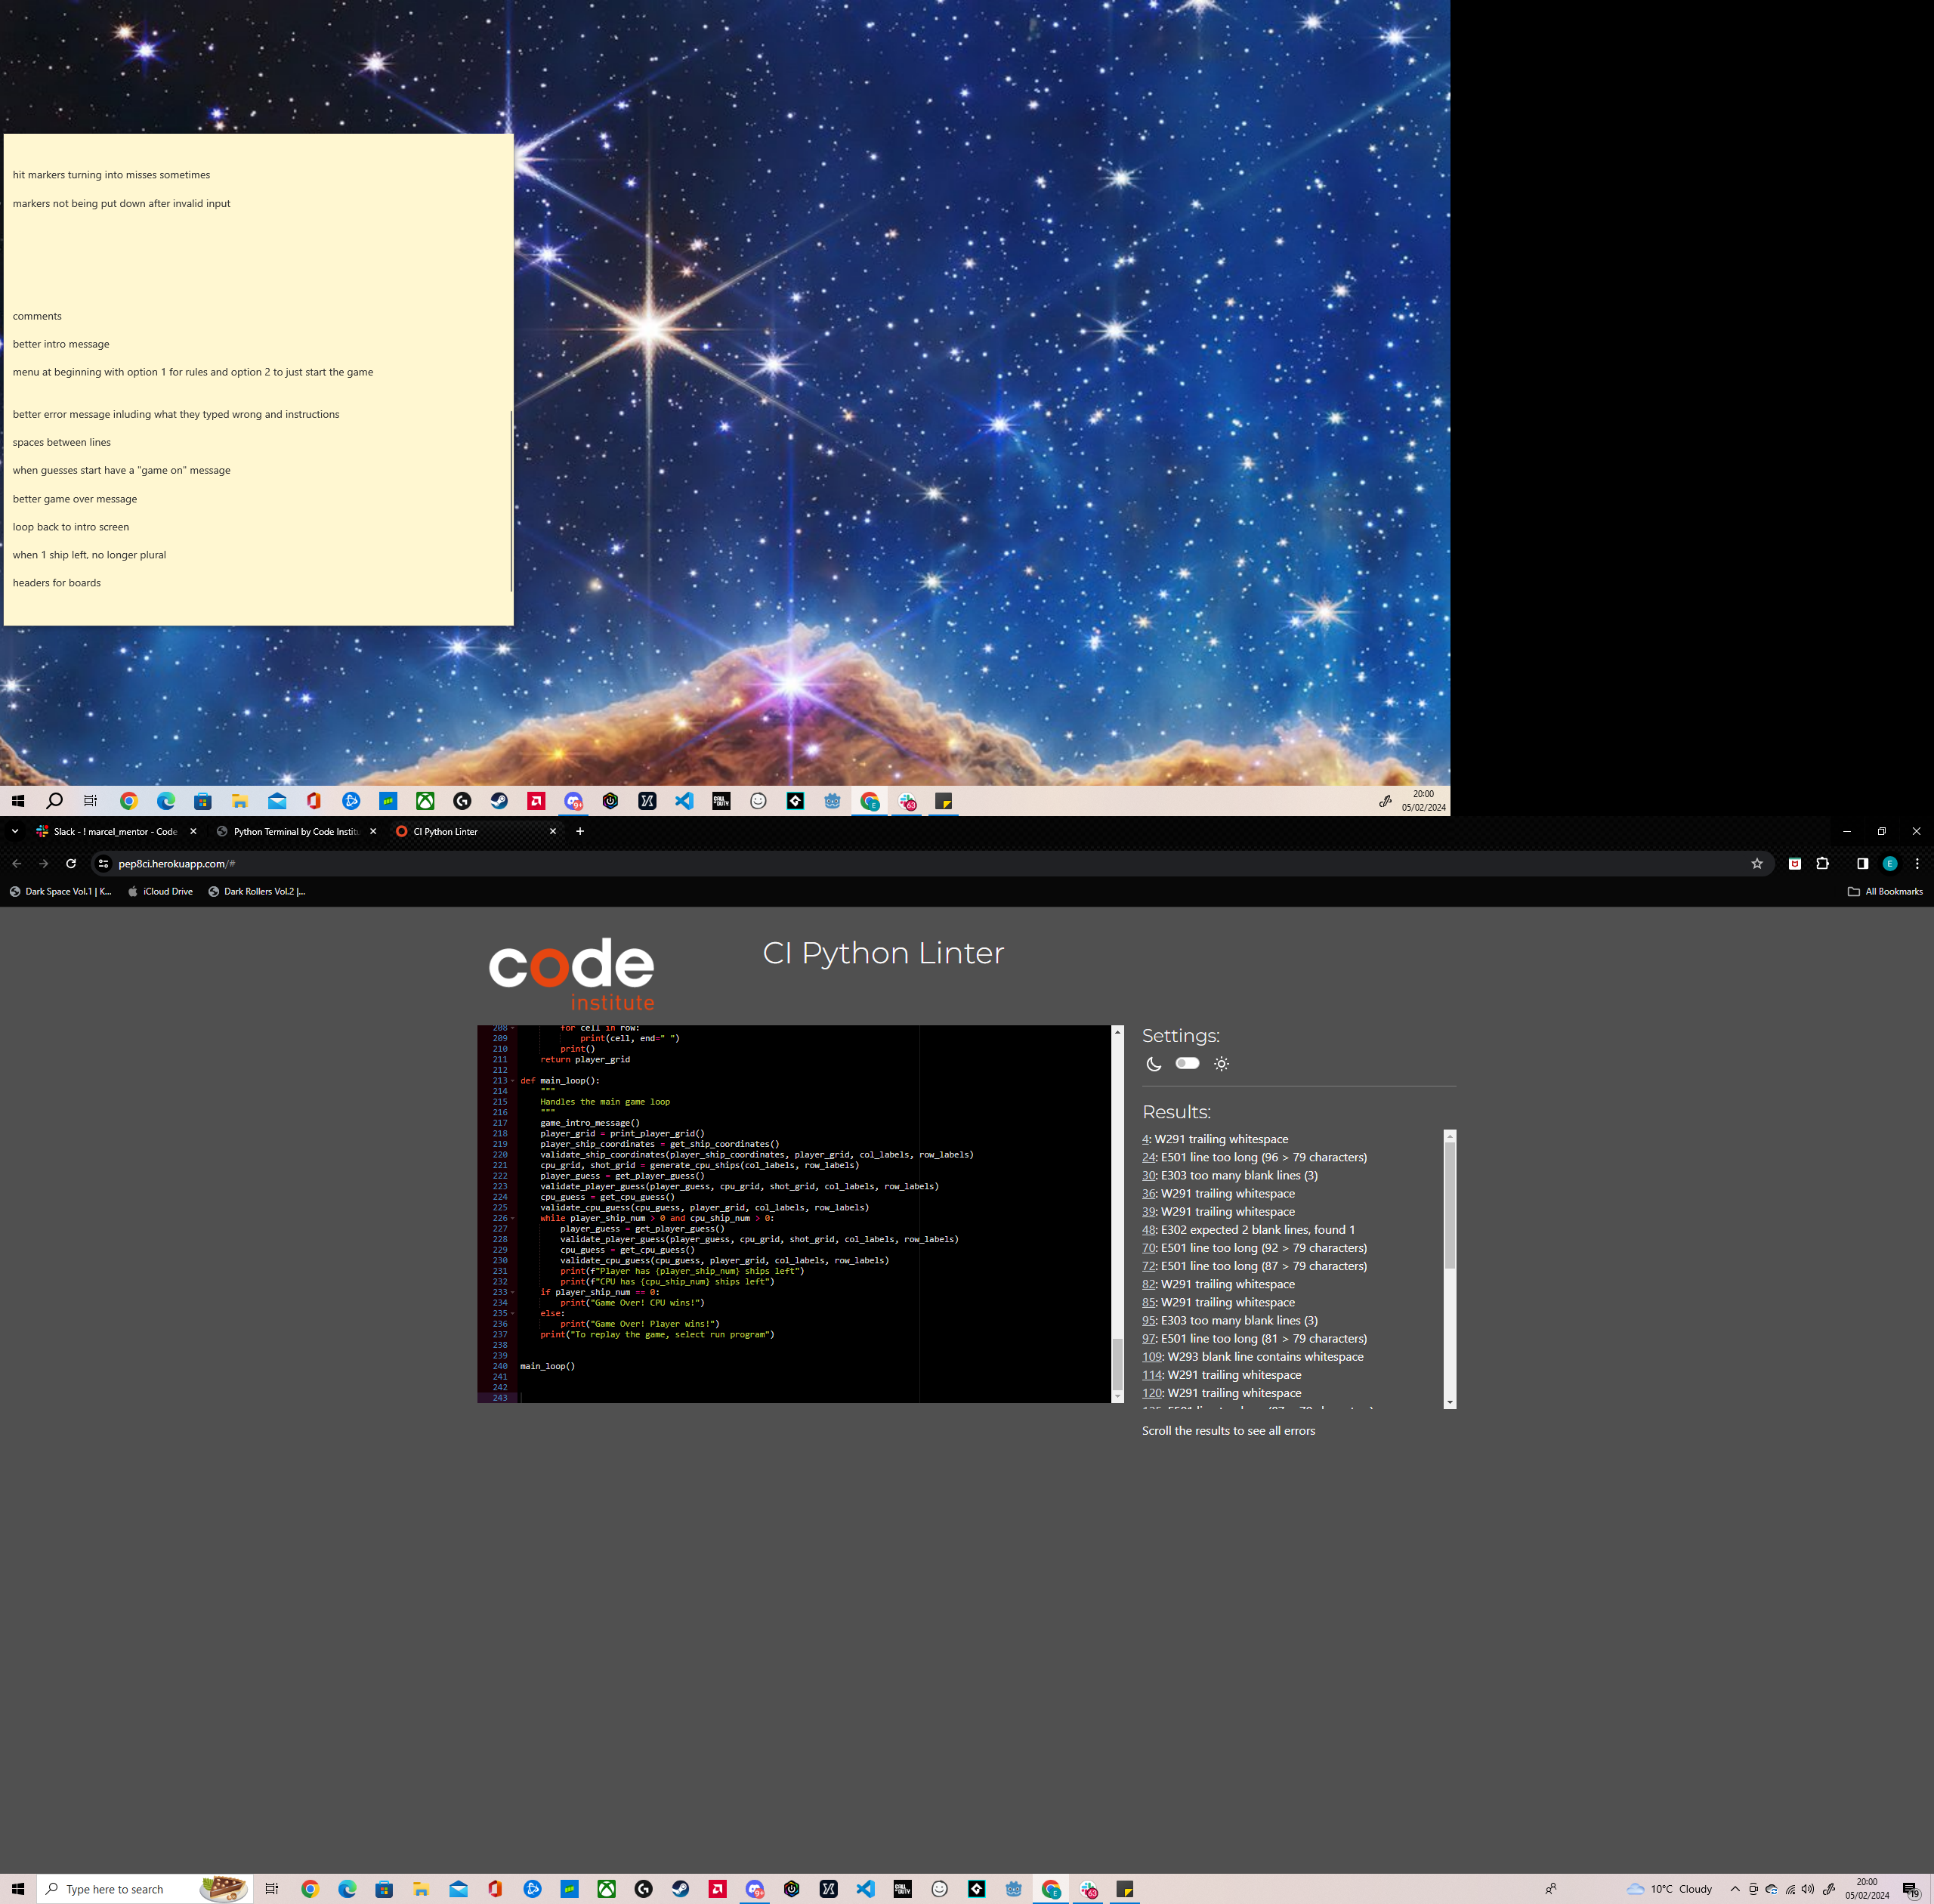 hit markers turning into misses sometimes
markers not being put down after invalid input
comments
better intro message
menu at beginning with option 1 for rules and option 2 to just start the game
better error message inluding what they typed wrong and instructions
spaces between lines
when guesses start have a "game on" message
better game over message
loop back to intro screen
when 1 ship left, no longer plural
headers for boards
9+
CALL OF DUTY
E
63
20:00
05/02/2024
Slack - ! marcel_mentor - Code
Python Terminal by Code Institu
CI Python Linter
pep8ci.herokuapp.com/#
E
Dark Space Vol.1 | K...
iCloud Drive
Dark Rollers Vol.2 |...
All Bookmarks
code
institute
CI Python Linter
208 for cell in row:
209 print(cell, end=" ")
210 print()
211 return player_grid
212
213 def main_loop():
214 """
215 Handles the main game loop
216 """
217 game_intro_message()
218 player_grid = print_player_grid()
219 player_ship_coordinates = get_ship_coordinates()
220 validate_ship_coordinates(player_ship_coordinates, player_grid, col_labels, row_labels)
221 cpu_grid, shot_grid = generate_cpu_ships(col_labels, row_labels)
222 player_guess = get_player_guess()
223 validate_player_guess(player_guess, cpu_grid, shot_grid, col_labels, row_labels)
224 cpu_guess = get_cpu_guess()
225 validate_cpu_guess(cpu_guess, player_grid, col_labels, row_labels)
226 while player_ship_num > 0 and cpu_ship_num > 0:
227 player_guess = get_player_guess()
228 validate_player_guess(player_guess, cpu_grid, shot_grid, col_labels, row_labels)
229 cpu_guess = get_cpu_guess()
230 validate_cpu_guess(cpu_guess, player_grid, col_labels, row_labels)
231 print(f"Player has {player_ship_num} ships left")
232 print(f"CPU has {cpu_ship_num} ships left")
233 if player_ship_num == 0:
234 print("Game Over! CPU wins!")
235 else:
236 print("Game Over! Player wins!")
237 print("To replay the game, select run program")
238
239
240 main_loop()
241
242
243
Settings:
Results:
4: W291 trailing whitespace
24: E501 line too long (96 > 79 characters)
30: E303 too many blank lines (3)
36: W291 trailing whitespace
39: W291 trailing whitespace
48: E302 expected 2 blank lines, found 1
70: E501 line too long (92 > 79 characters)
72: E501 line too long (87 > 79 characters)
82: W291 trailing whitespace
85: W291 trailing whitespace
95: E303 too many blank lines (3)
97: E501 line too long (81 > 79 characters)
109: W293 blank line contains whitespace
114: W291 trailing whitespace
120: W291 trailing whitespace
Scroll the results to see all errors
Type here to search
9+
CALL OF DUTY
E
63
10°C Cloudy
20:00
05/02/2024
19